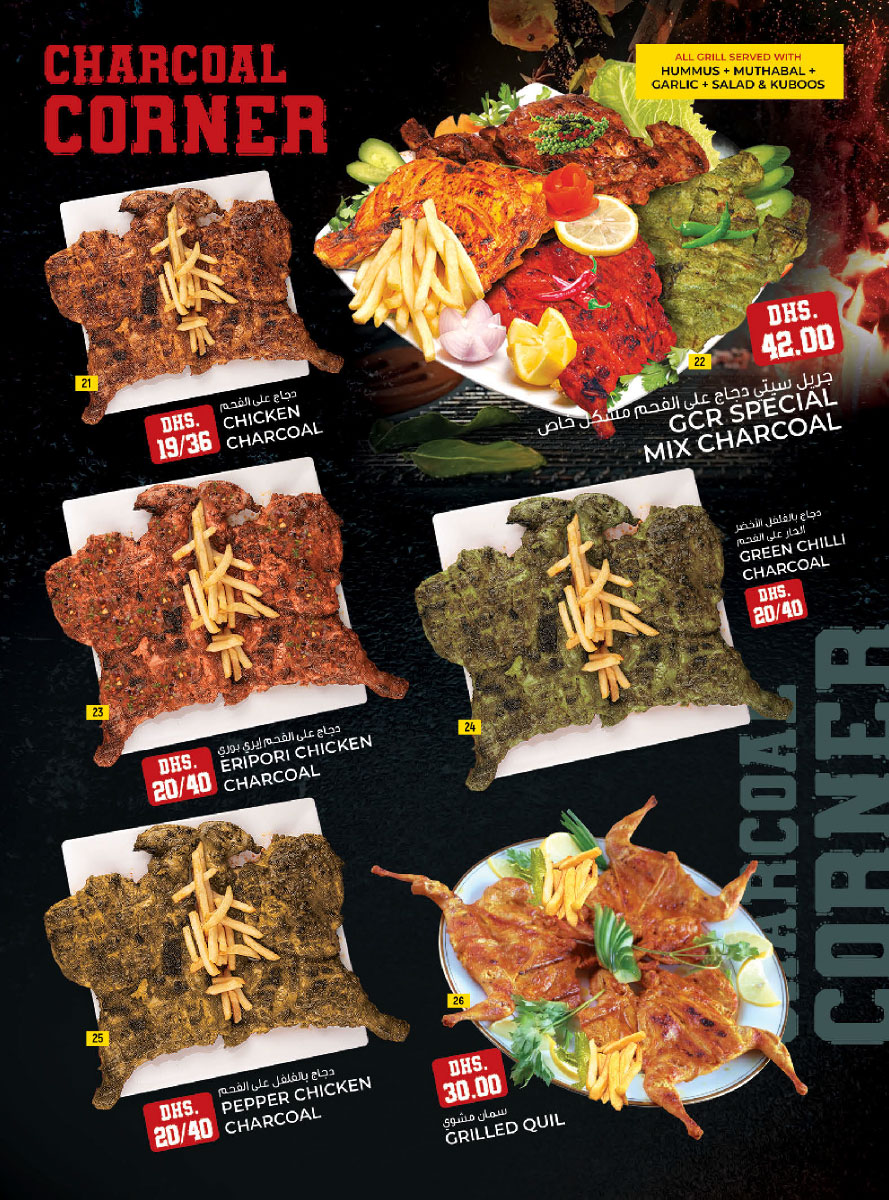 CHARCOAL
CORNER
ALL GRILL SERVED WITH
HUMMUS + MUTHABAL +
GARLIC + SALAD & KUBOOS
21
دجاج على الفحم
DHS.
19/36
CHICKEN
CHARCOAL
DHS.
42.00
22
جريل سيتي دجاج على الفحم مشكل خاص
GCR SPECIAL
MIX CHARCOAL
23
دجاج على الفحم إيري بوري
DHS.
20/40
ERIPORI CHICKEN
CHARCOAL
24
دجاج بالفلفل الأخضر
الحار على الفحم
GREEN CHILLI
CHARCOAL
DHS.
20/40
25
دجاج بالفلفل على الفحم
DHS.
20/40
PEPPER CHICKEN
CHARCOAL
26
DHS.
30.00
سمان مشوي
GRILLED QUIL
CHARCOAL
CORNER